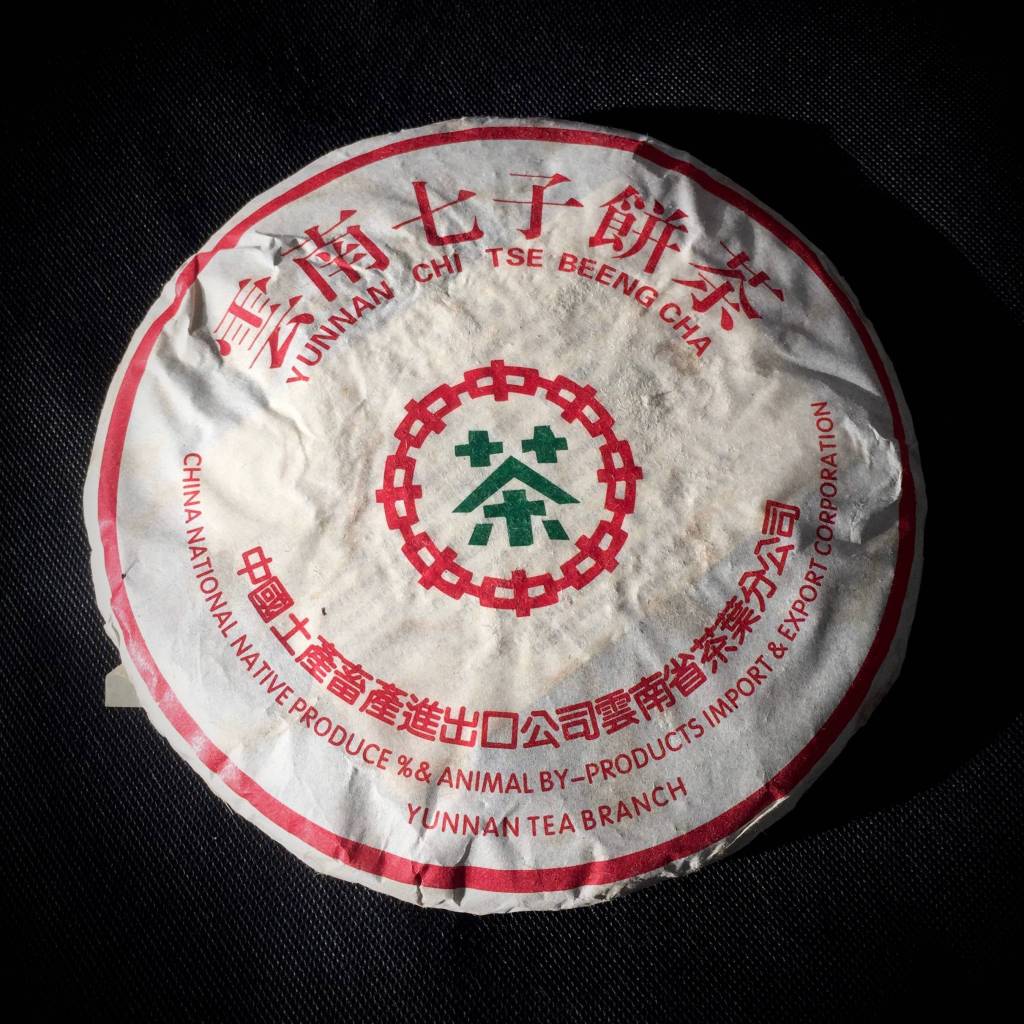 雲南七子餅茶
YUNNAN CHI TSE BEENG CHA
茶
中國土產畜產進出口公司雲南省茶葉分公司
CHINA NATIONAL NATIVE PRODUCE %& ANIMAL BY-PRODUCTS IMPORT & EXPORT CORPORATION
YUNNAN TEA BRANCH